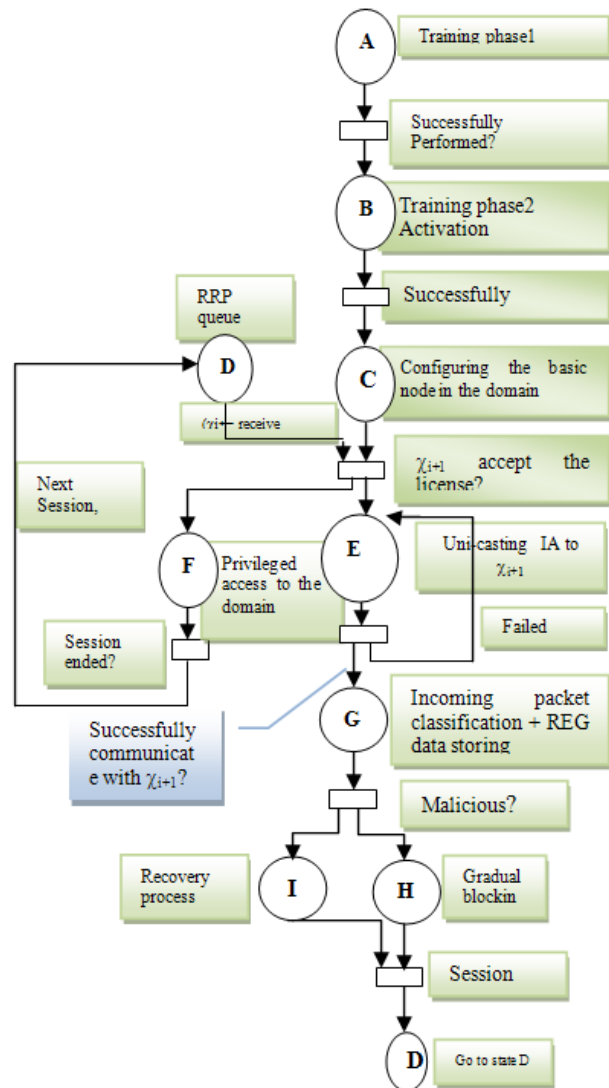 A
Training phase1
Successfully
Performed?
B
Training phase2
Activation
Successfully
RRP
queue
D
C
Configuring the basic
node in the domain
receive
χi+1 accept the
license?
Next
Session,
F
Privileged
access to the
domain
E
Uni-casting IA to
χi+1
Failed
Session
ended?
Successfully
communicat
e with χi+1?
G
Incoming packet
classification + REG
data storing
Malicious?
Recovery
process
I
H
Gradual
blockin
Session
D
Go to state D